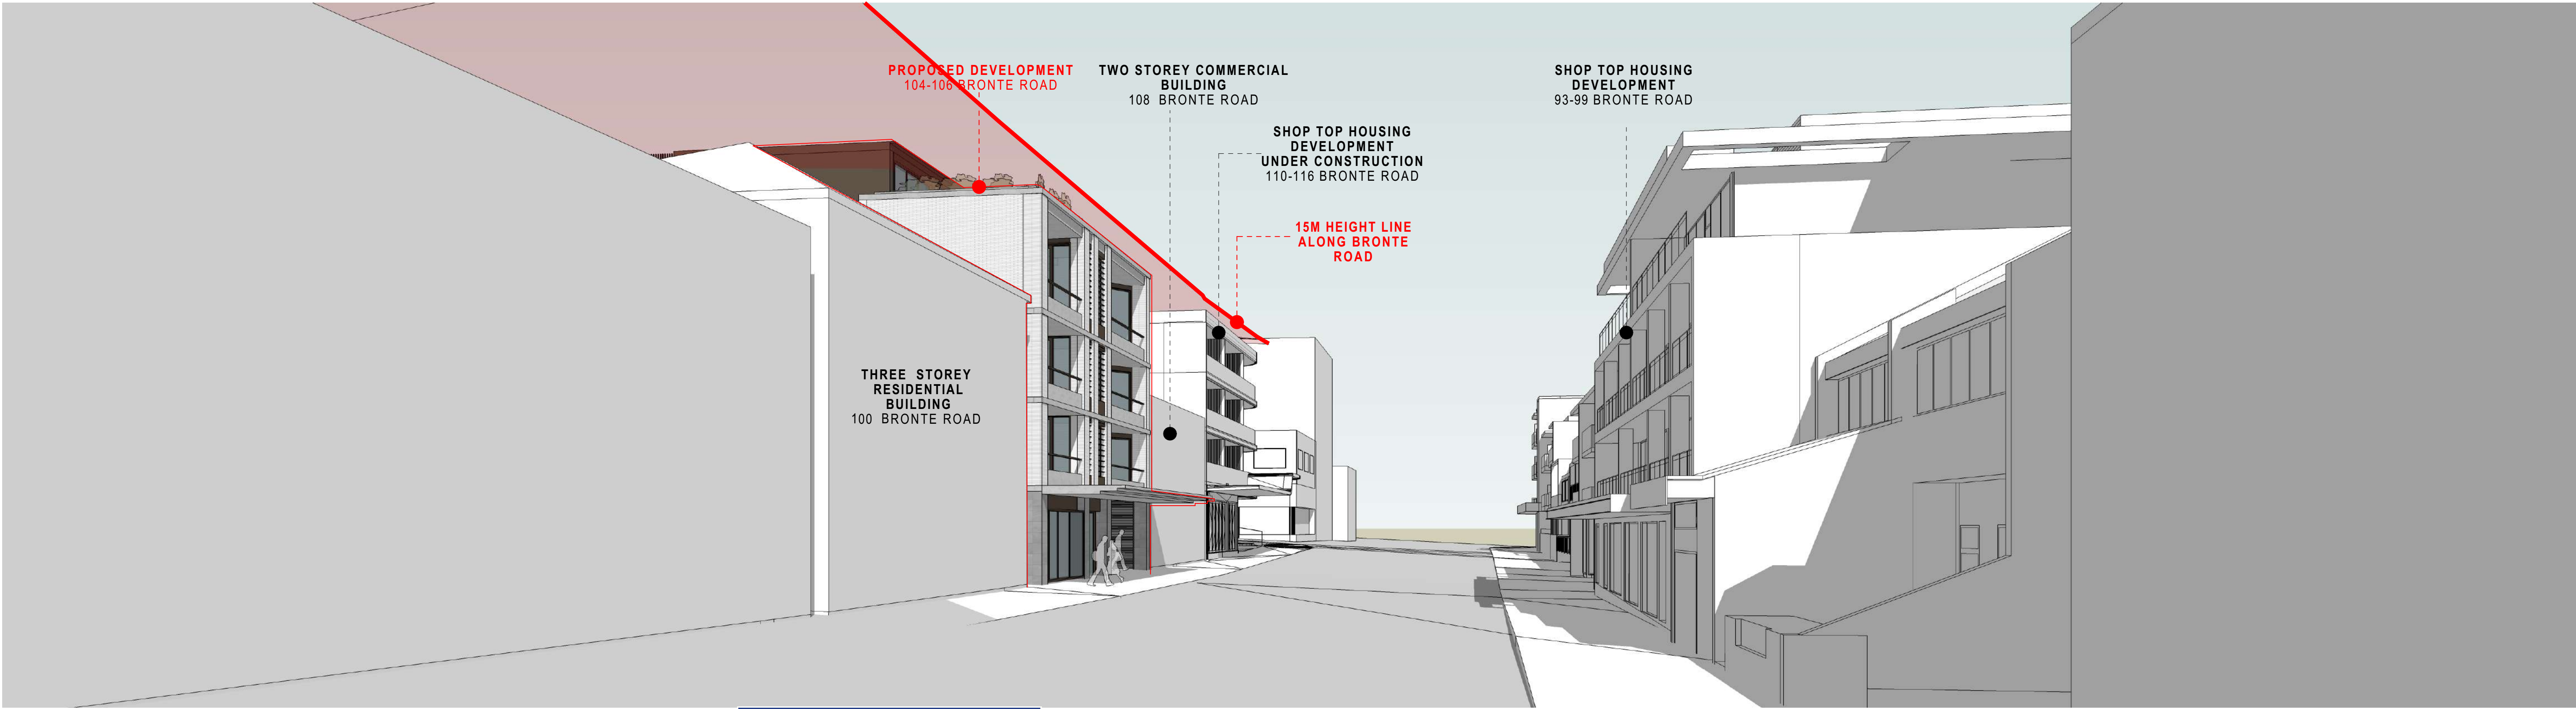 PROPOSED DEVELOPMENT
104-106 BRONTE ROAD
TWO STOREY COMMERCIAL
BUILDING
108 BRONTE ROAD
SHOP TOP HOUSING
DEVELOPMENT
93-99 BRONTE ROAD
SHOP TOP HOUSING
DEVELOPMENT
UNDER CONSTRUCTION
110-116 BRONTE ROAD
15M HEIGHT LINE
ALONG BRONTE
ROAD
THREE STOREY
RESIDENTIAL
BUILDING
100 BRONTE ROAD